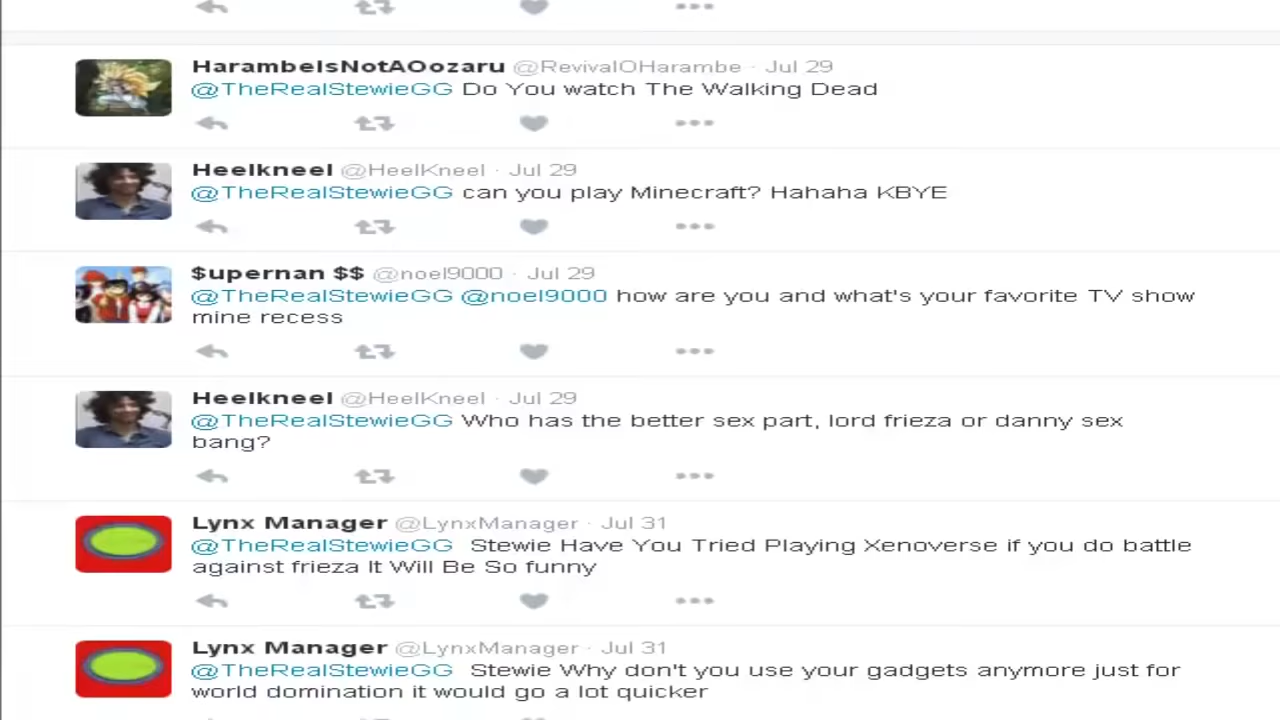 HarambeIsNotAOozaru @RevivalOHarambe · Jul 29
@TheRealStewieGG Do You watch The Walking Dead
Heelkneel @HeelKneel · Jul 29
@TheRealStewieGG can you play Minecraft? Hahaha KBYE
$upernan $$ @noel9000 · Jul 29
@TheRealStewieGG @noel9000 how are you and what's your favorite TV show
mine recess
Heelkneel @HeelKneel · Jul 29
@TheRealStewieGG Who has the better sex part, lord frieza or danny sex
bang?
Lynx Manager @LynxManager · Jul 31
@TheRealStewieGG Stewie Have You Tried Playing Xenoverse if you do battle
against frieza It Will Be So funny
Lynx Manager @LynxManager · Jul 31
@TheRealStewieGG Stewie Why don't you use your gadgets anymore just for
world domination it would go a lot quicker